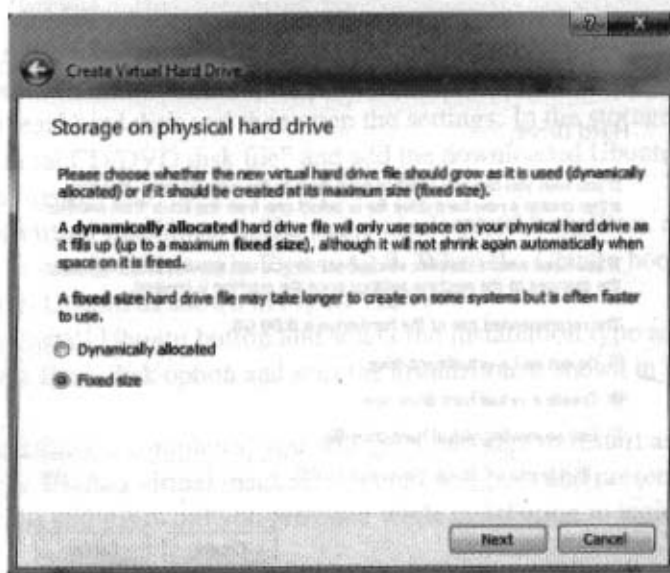 Create Virtual Hard Drive
Storage on physical hard drive
Please choose whether the new virtual hard drive file should grow as it is used (dynamically
allocated) or if it should be created at its maximum size (fixed size).
A dynamically allocated hard drive file will only use space on your physical hard drive as
it fills up (up to a maximum fixed size), although it will not shrink again automatically when
space on it is freed.
A fixed size hard drive file may take longer to create on some systems but is often faster
to use.
Dynamically allocated
Fixed size
Next
Cancel